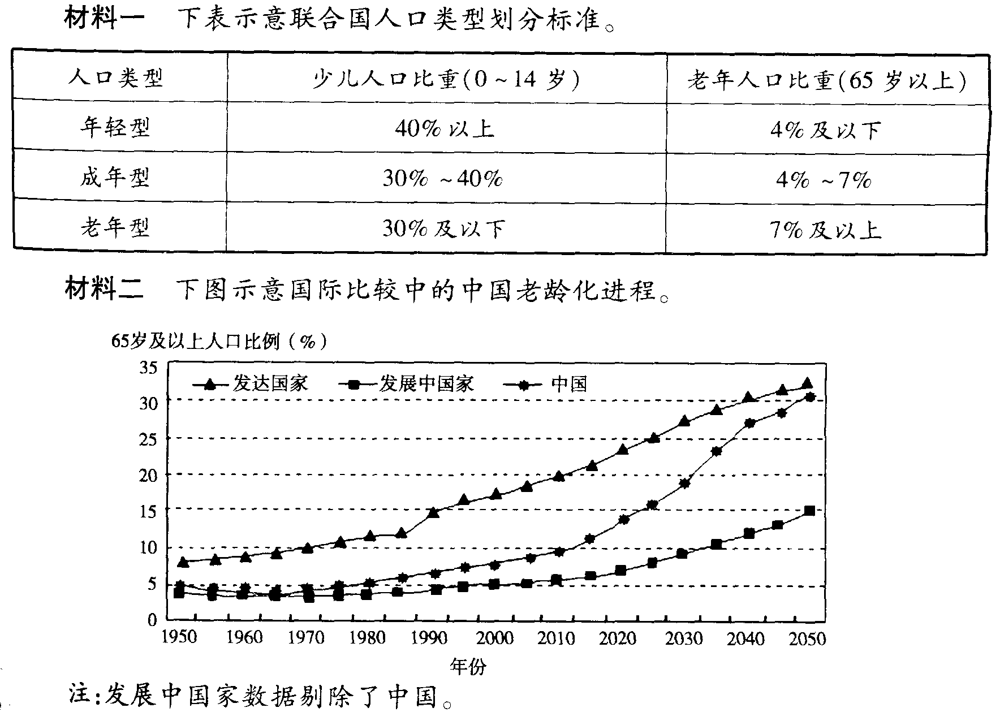 材料一 下表示意联合国人口类型划分标准。
人口类型 少儿人口比重(0~14 岁) 老年人口比重(65 岁以上)
年轻型 40%以上 4%及以下
成年型 30%~40% 4%~7%
老年型 30%及以下 7%及以上
材料二 下图示意国际比较中的中国老龄化进程。
65岁及以上人口比例(%)
35
发达国家 发展中国家 中国
30
25
20
15
10
5
0
1950 1960 1970 1980 1990 2000 2010 2020 2030 2040 2050
年份
注:发展中国家数据剔除了中国。